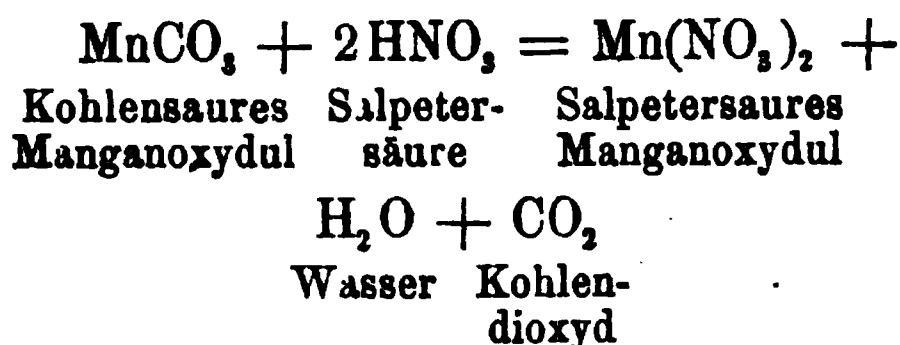 MnCO₃ + 2HNO₃ = Mn(NO₃)₂ +
Kohlensaures Salpeter- Salpetersaures
Manganoxydul säure Manganoxydul
H₂O + CO₂
Wasser Kohlen-
dioxyd